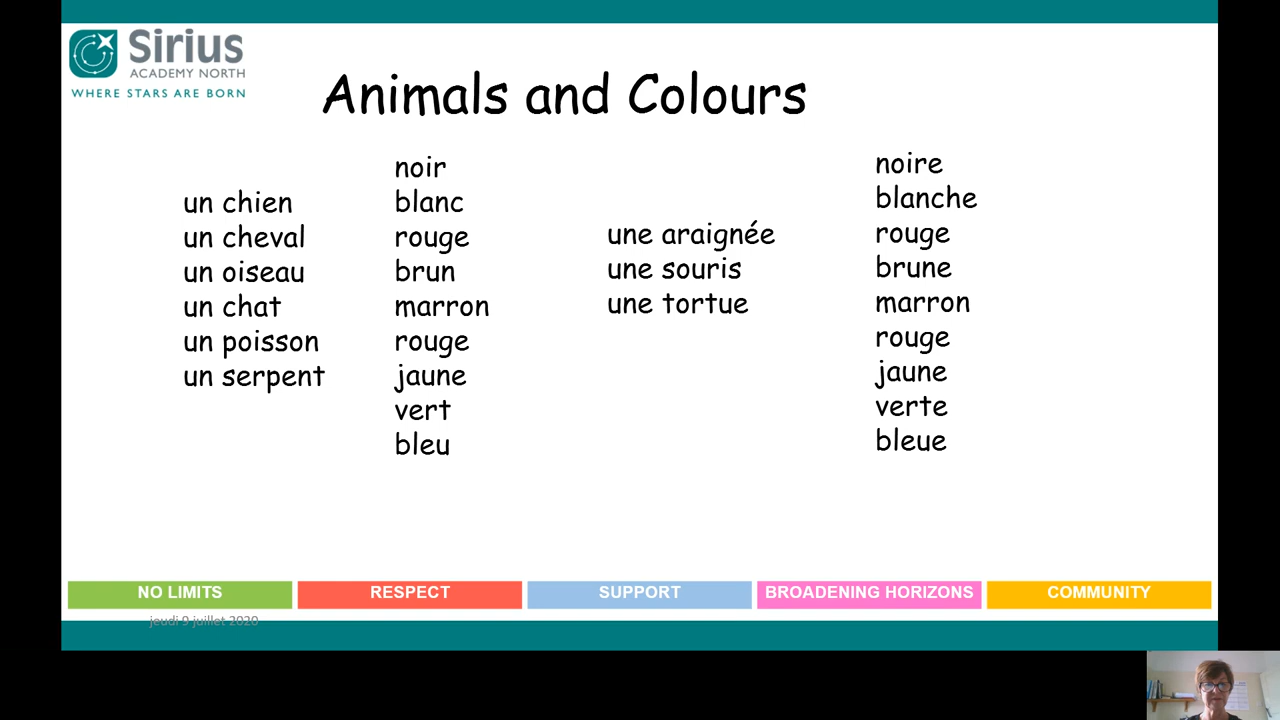 Sirius
ACADEMY NORTH
WHERE STARS ARE BORN
Animals and Colours
un chien
un cheval
un oiseau
un chat
un poisson
un serpent
noir
blanc
rouge
brun
marron
rouge
jaune
vert
bleu
une araignée
une souris
une tortue
noire
blanche
rouge
brune
marron
rouge
jaune
verte
bleue
NO LIMITS
RESPECT
SUPPORT
BROADENING HORIZONS
COMMUNITY
jeudi 9 juillet 2020